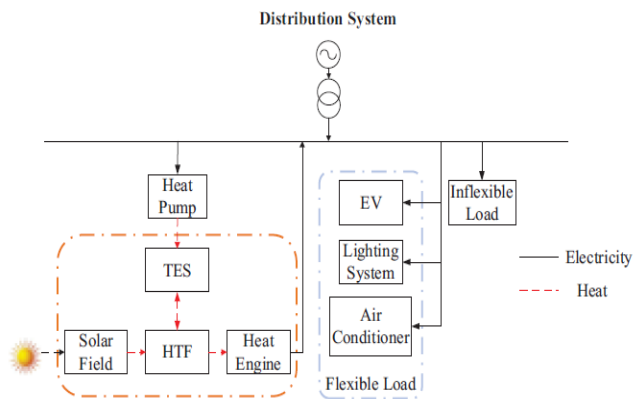 Distribution System
Heat
Pump
TES
Solar
Field
HTF
Heat
Engine
EV
Lighting
System
Air
Conditioner
Flexible Load
Inflexible
Load
Electricity
Heat